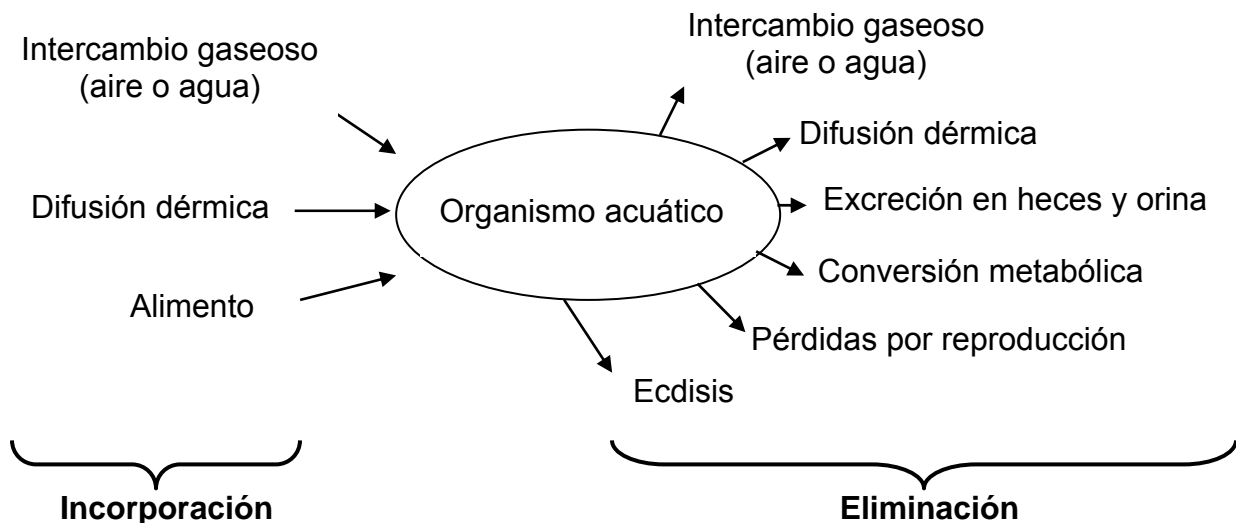 Intercambio gaseoso
(aire o agua)
Difusión dérmica
Alimento
Organismo acuático
Intercambio gaseoso
(aire o agua)
Difusión dérmica
Excreción en heces y orina
Conversión metabólica
Pérdidas por reproducción
Ecdisis
Incorporación
Eliminación